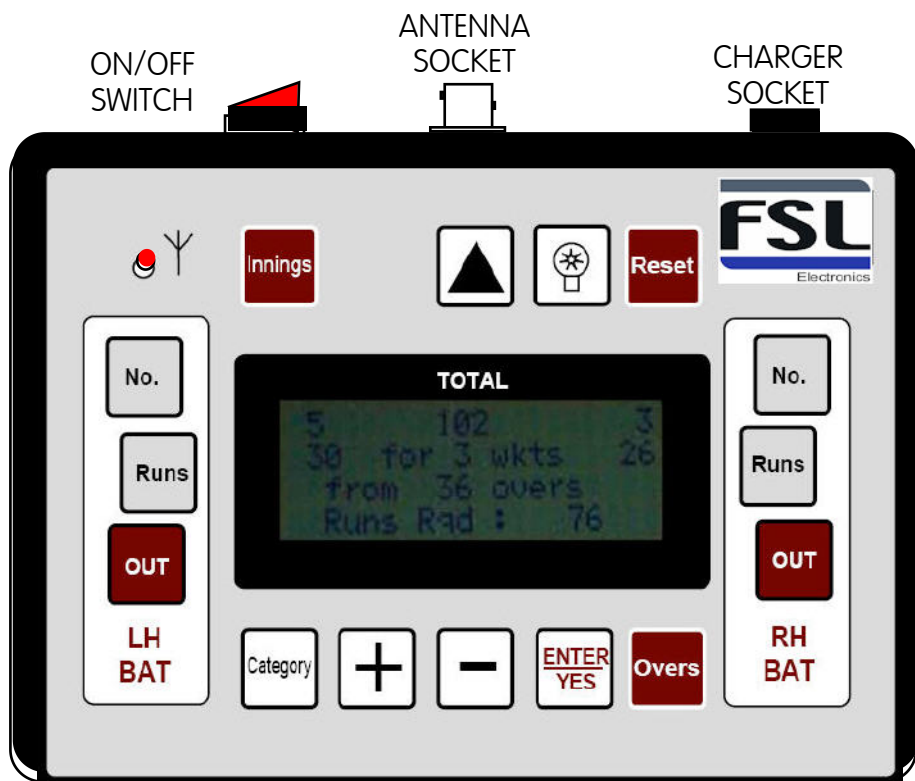 ANTENNA
SOCKET
ON/OFF
SWITCH
CHARGER
SOCKET
FSL
Electronics
Innings
Reset
No.
Runs
OUT
LH
BAT
TOTAL
5 102 3
30 for 3 wkts 26
from 36 overs
Runs Rqd : 76
No.
Runs
OUT
RH
BAT
Category
+
-
ENTER
YES
Overs